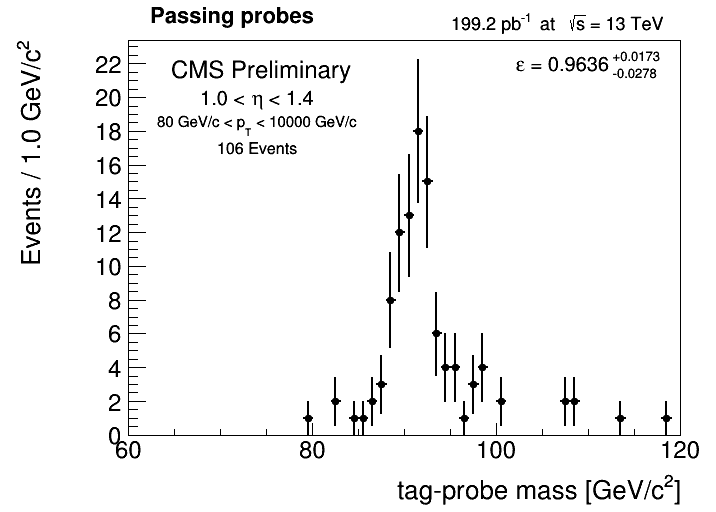 Passing probes
199.2 pb⁻¹ at √s = 13 TeV
CMS Preliminary
1.0 < η < 1.4
80 GeV/c < p_T < 10000 GeV/c
106 Events
ε = 0.9636 +0.0173 -0.0278
Events / 1.0 GeV/c²
22
20
18
16
14
12
10
8
6
4
2
0
60 80 100 120
tag-probe mass [GeV/c²]